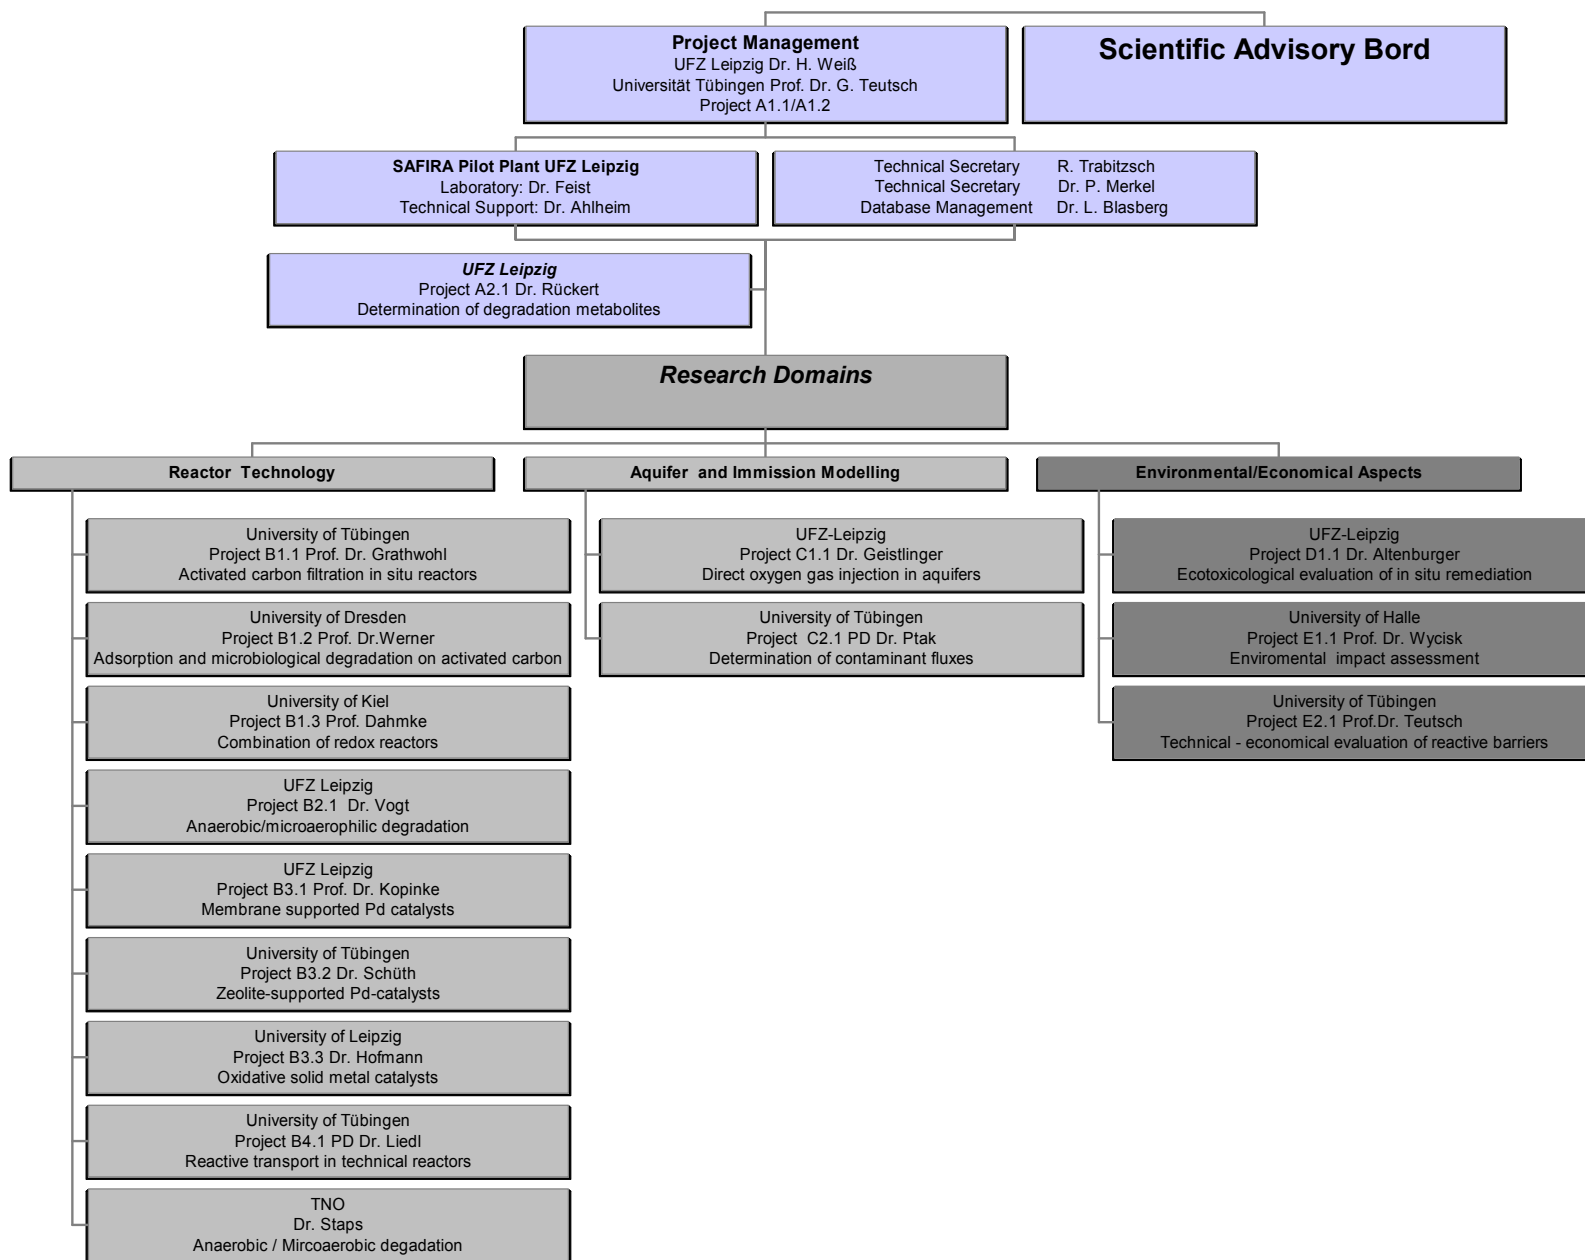 Project Management
UFZ Leipzig Dr. H. Weiß
Universität Tübingen Prof. Dr. G. Teutsch
Project A1.1/A1.2
Scientific Advisory Bord
SAFIRA Pilot Plant UFZ Leipzig
Laboratory: Dr. Feist
Technical Support: Dr. Ahlheim
Technical Secretary R. Trabitzsch
Technical Secretary Dr. P. Merkel
Database Management Dr. L. Blasberg
UFZ Leipzig
Project A2.1 Dr. Rückert
Determination of degradation metabolites
Research Domains
Reactor Technology
University of Tübingen
Project B1.1 Prof. Dr. Grathwohl
Activated carbon filtration in situ reactors
University of Dresden
Project B1.2 Prof. Dr.Werner
Adsorption and microbiological degradation on activated carbon
University of Kiel
Project B1.3 Prof. Dahmke
Combination of redox reactors
UFZ Leipzig
Project B2.1 Dr. Vogt
Anaerobic/microaerophilic degradation
UFZ Leipzig
Project B3.1 Prof. Dr. Kopinke
Membrane supported Pd catalysts
University of Tübingen
Project B3.2 Dr. Schüth
Zeolite-supported Pd-catalysts
University of Leipzig
Project B3.3 Dr. Hofmann
Oxidative solid metal catalysts
University of Tübingen
Project B4.1 PD Dr. Liedl
Reactive transport in technical reactors
TNO
Dr. Staps
Anaerobic / Mircoaerobic degadation
Aquifer and Immission Modelling
UFZ-Leipzig
Project C1.1 Dr. Geistlinger
Direct oxygen gas injection in aquifers
University of Tübingen
Project C2.1 PD Dr. Ptak
Determination of contaminant fluxes
Environmental/Economical Aspects
UFZ-Leipzig
Project D1.1 Dr. Altenburger
Ecotoxicological evaluation of in situ remediation
University of Halle
Project E1.1 Prof. Dr. Wycisk
Enviromental impact assessment
University of Tübingen
Project E2.1 Prof.Dr. Teutsch
Technical - economical evaluation of reactive barriers